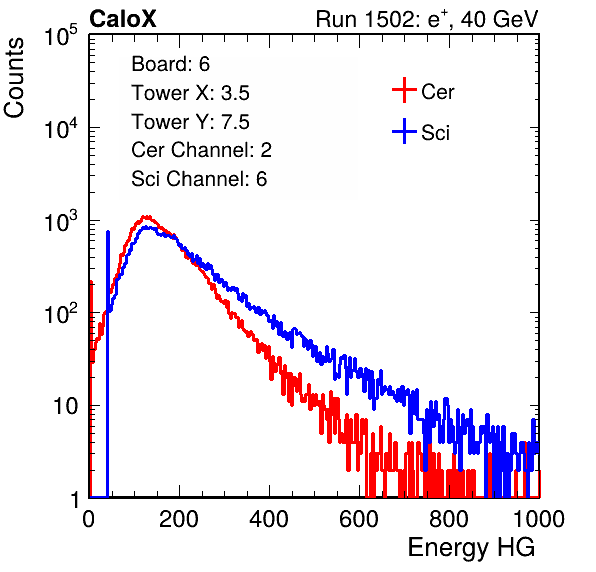 CaloX
Run 1502: e⁺, 40 GeV
Counts
Board: 6
Tower X: 3.5
Tower Y: 7.5
Cer Channel: 2
Sci Channel: 6
Cer
Sci
10⁵
10⁴
10³
10²
10
1
0 200 400 600 800 1000
Energy HG